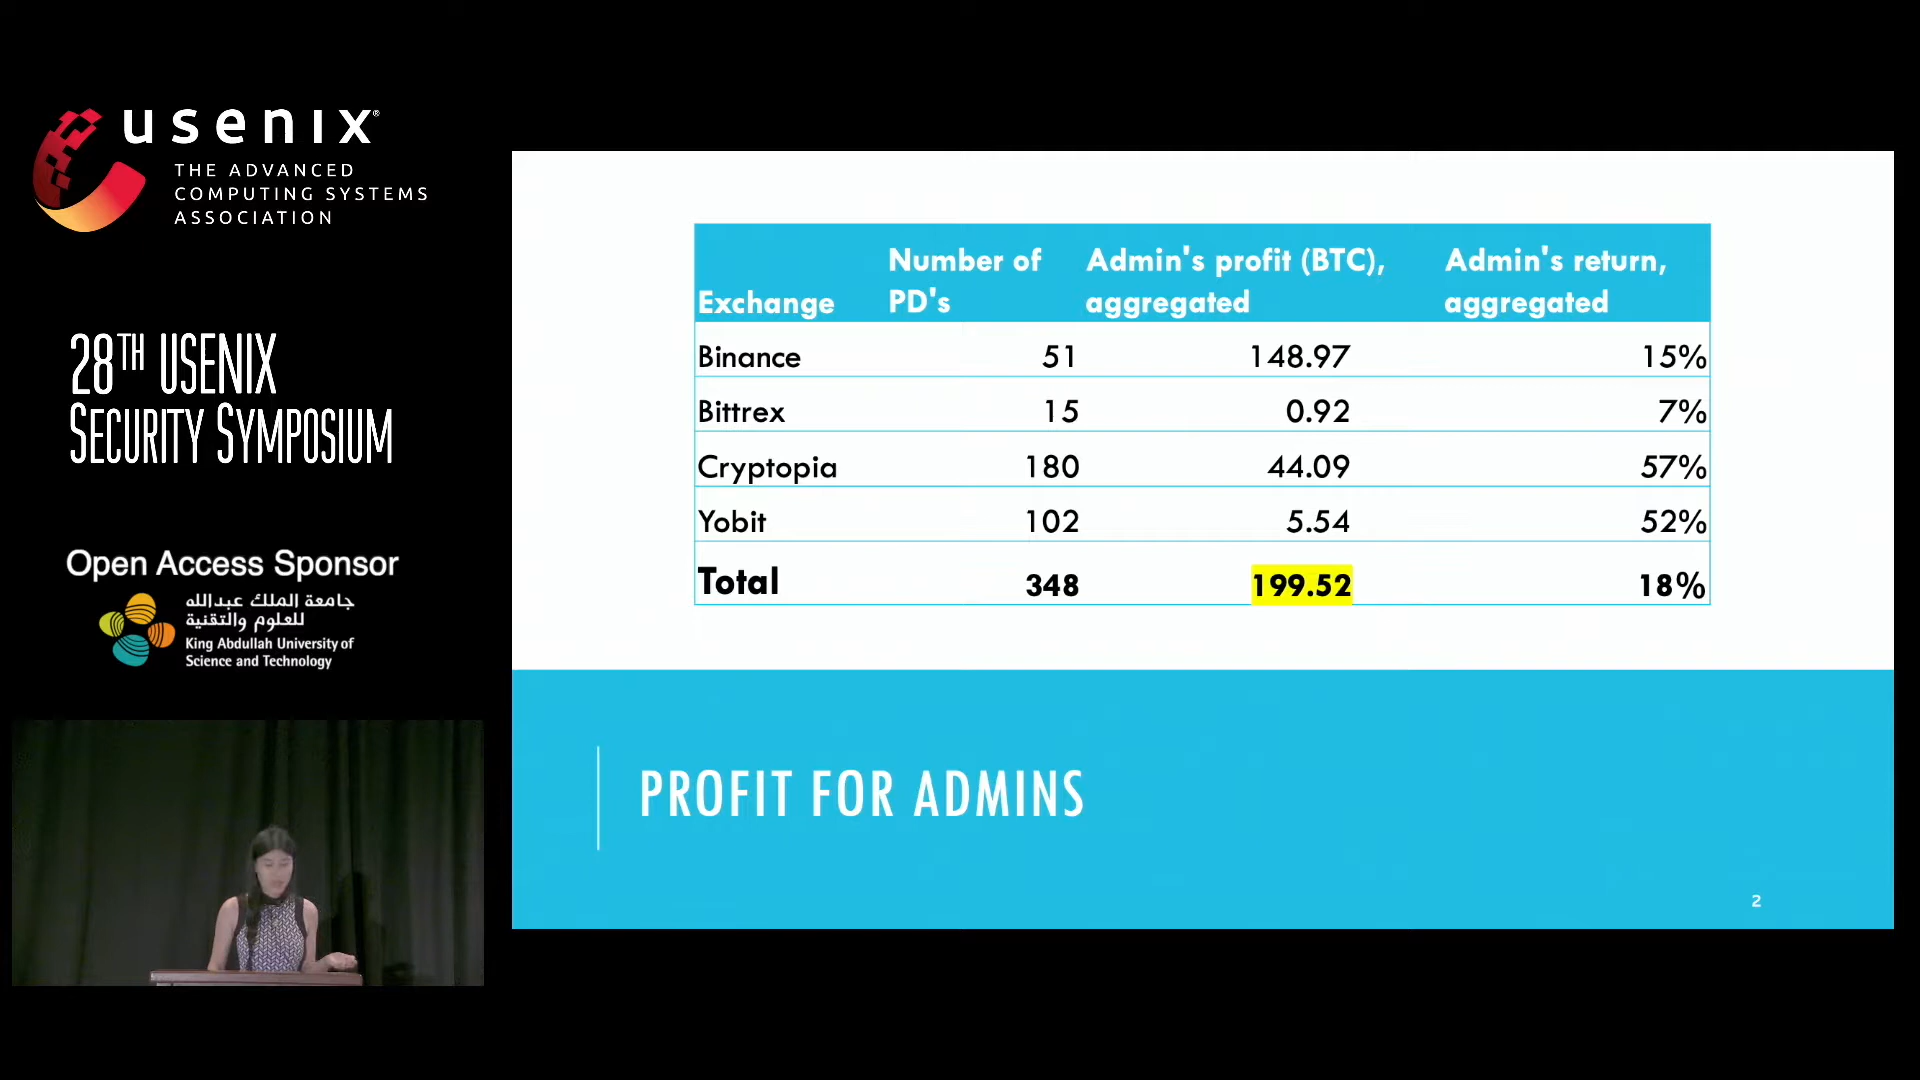 usenix®
THE ADVANCED
COMPUTING SYSTEMS
ASSOCIATION
28TH USENIX
SECURITY SYMPOSIUM
Open Access Sponsor
جامعة الملك عبدالله
للعلوم والتقنية
King Abdullah University of
Science and Technology
Exchange Number of PD's Admin's profit (BTC), aggregated Admin's return, aggregated
Binance 51 148.97 15%
Bittrex 15 0.92 7%
Cryptopia 180 44.09 57%
Yobit 102 5.54 52%
Total 348 199.52 18%
PROFIT FOR ADMINS
2